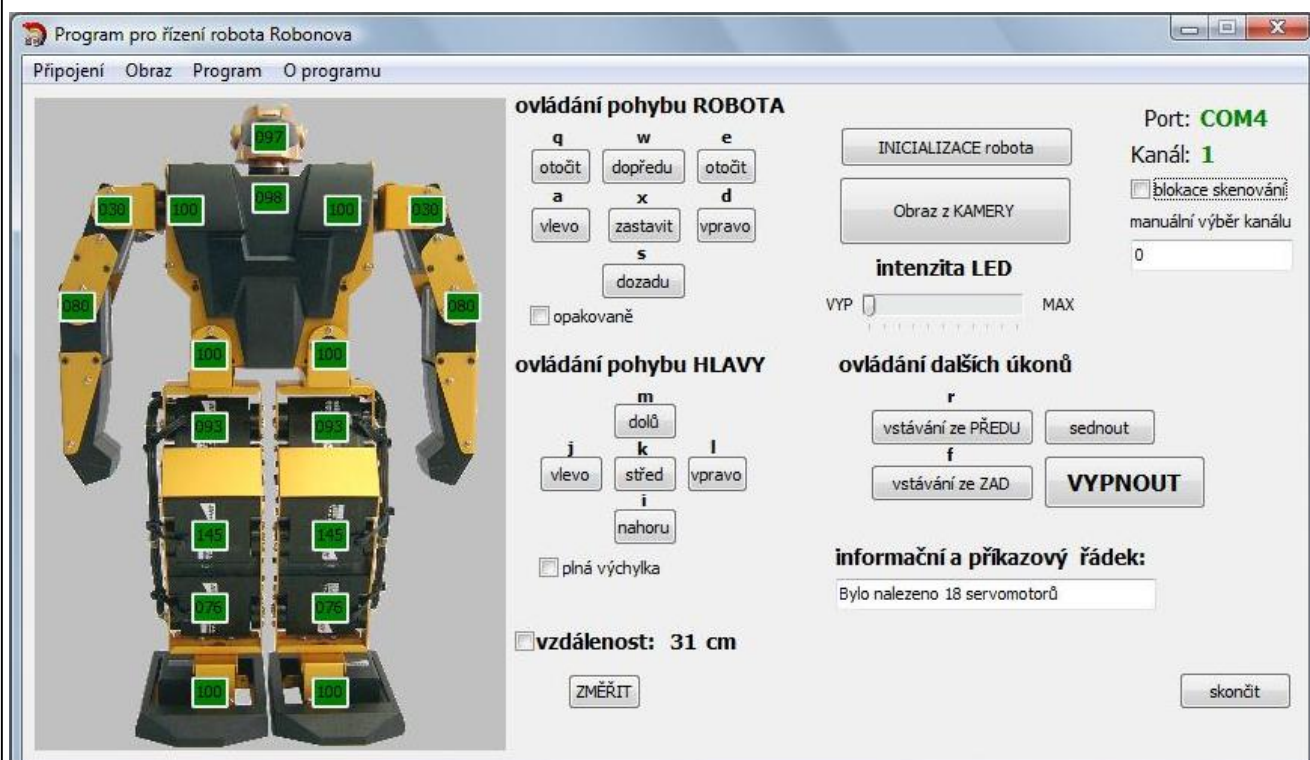 Program pro řízení robota Robonova
Připojení Obraz Program O programu
097
098
030 100 100 030
080 080
100 100
093 093
145 145
076 076
100 100
ovládání pohybu ROBOTA
q w e
otočit dopředu otočit
a x d
vlevo zastavit vpravo
s
dozadu
opakovaně
ovládání pohybu HLAVY
m
dolů
j k l
vlevo střed vpravo
i
nahoru
plná výchylka
vzdálenost: 31 cm
ZMĚŘIT
INICIALIZACE robota
Obraz z KAMERY
intenzita LED
VYP MAX
Port: COM4
Kanál: 1
blokace skenování
manuální výběr kanálu
0
ovládání dalších úkonů
r
vstávání ze PŘEDU sednout
f
vstávání ze ZAD VYPNOUT
informační a příkazový řádek:
Bylo nalezeno 18 servomotorů
skončit